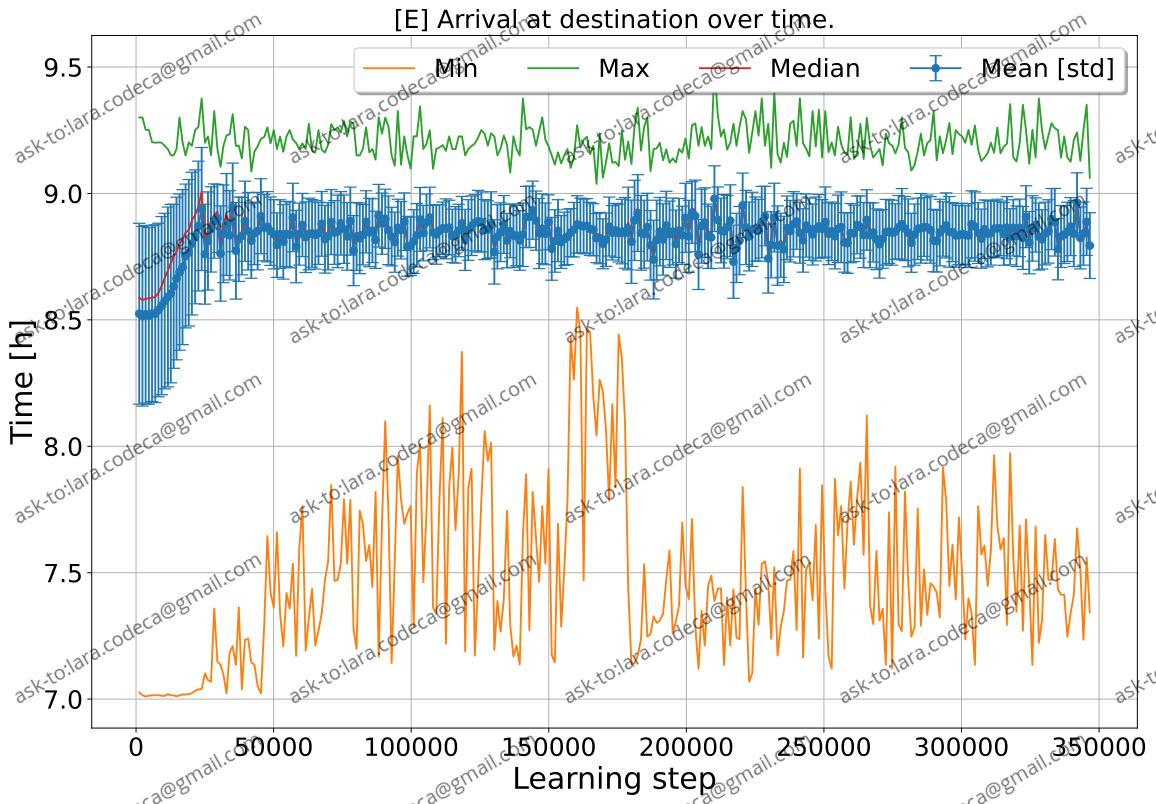 [E] Arrival at destination over time.
Min Max Median Mean [std]
9.5
9.0
8.5
8.0
7.5
7.0
Time [h]
0 50000 100000 150000 200000 250000 300000 350000
Learning step
ask-to:lara.codeca@gmail.com